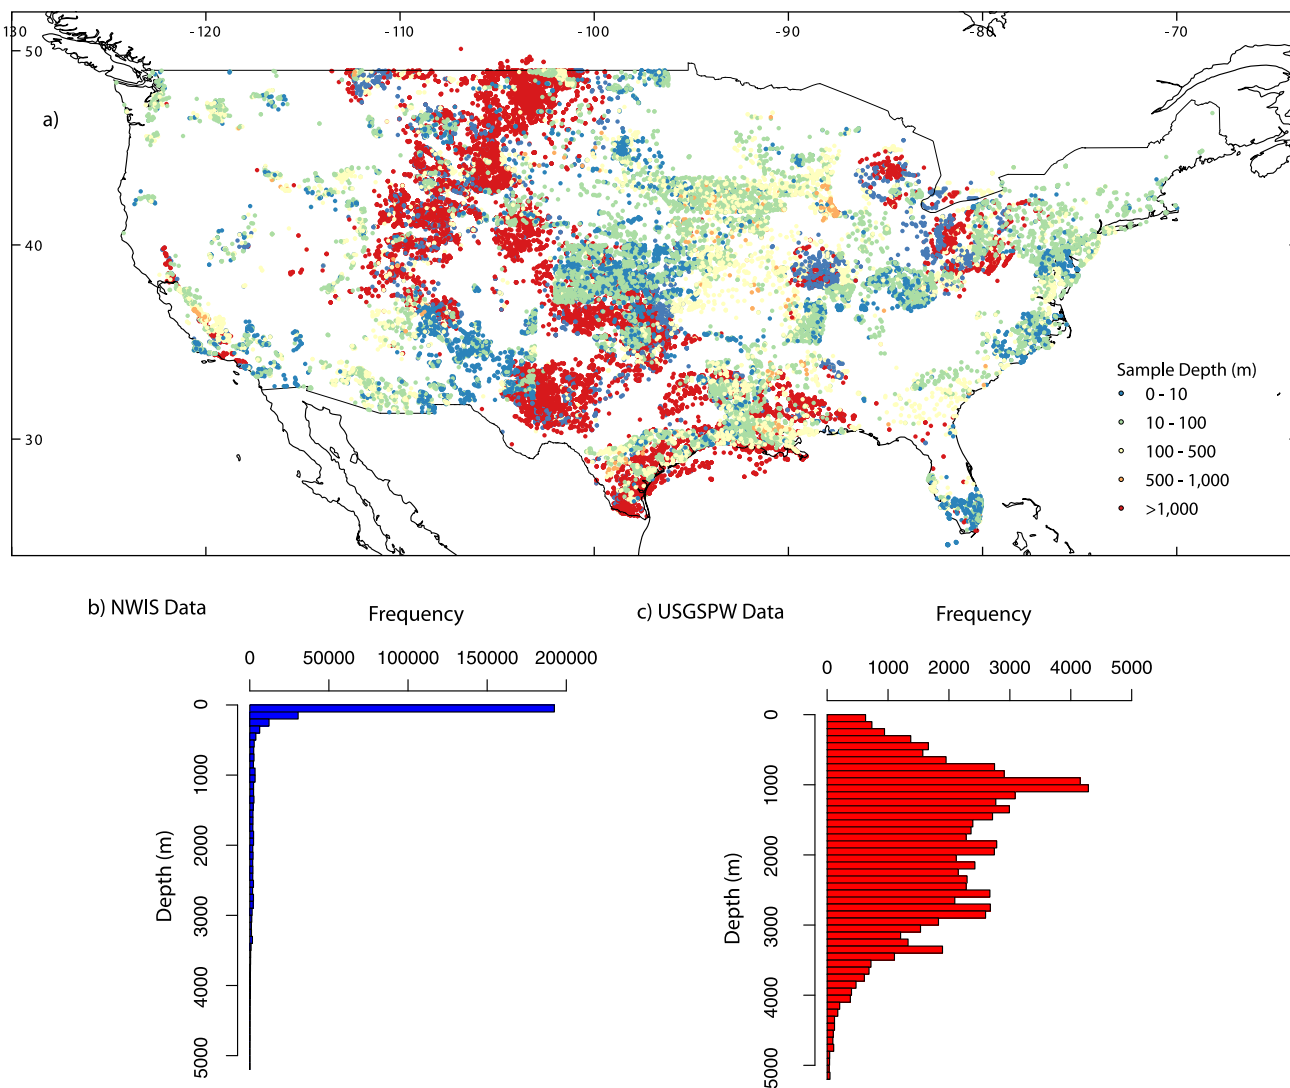 130 -120 -110 -100 -90 -80 -70
50
a)
40
30
Sample Depth (m)
0 - 10
10 - 100
100 - 500
500 - 1,000
>1,000
b) NWIS Data
Frequency
0 50000 100000 150000 200000
Depth (m)
0
1000
2000
3000
4000
5000
c) USGSPW Data
Frequency
0 1000 2000 3000 4000 5000
Depth (m)
0
1000
2000
3000
4000
5000